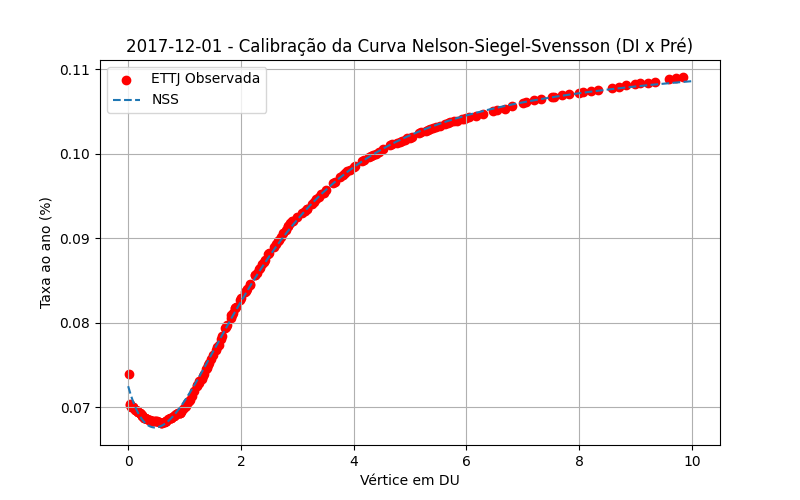 2017-12-01 - Calibração da Curva Nelson-Siegel-Svensson (DI x Pré)
ETTJ Observada
NSS
Taxa ao ano (%)
0.11
0.10
0.09
0.08
0.07
0 2 4 6 8 10
Vértice em DU